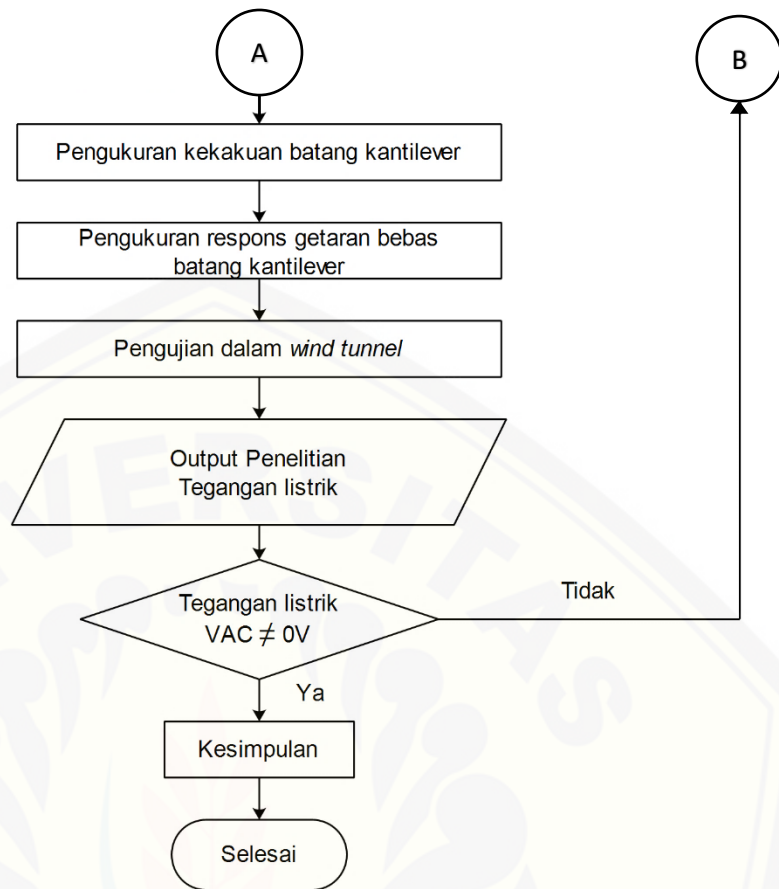 A
B
Pengukuran kekakuan batang kantilever
Pengukuran respons getaran bebas
batang kantilever
Pengujian dalam wind tunnel
Output Penelitian
Tegangan listrik
Tegangan listrik
VAC ≠ 0V
Tidak
Ya
Kesimpulan
Selesai
UNIVERSITAS